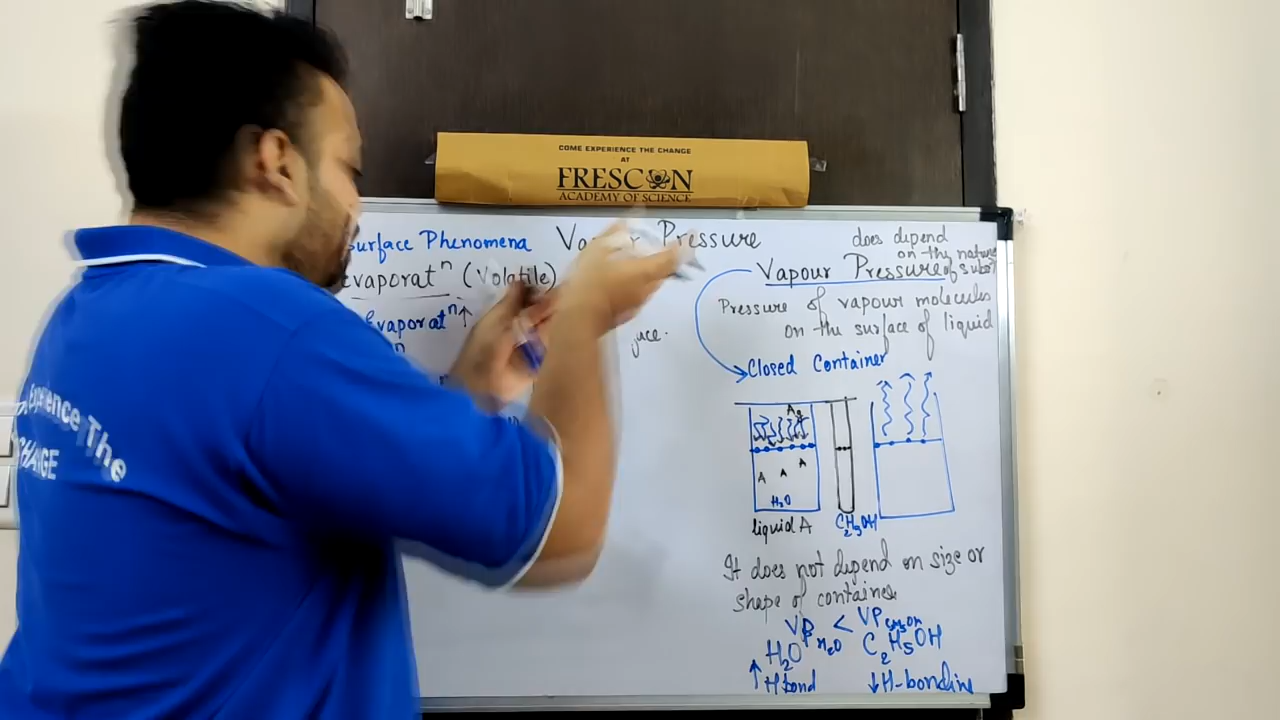 COME EXPERIENCE THE CHANGE
AT
FRESCON
ACADEMY OF SCIENCE
Surface Phenomena
Pressure
Evaporatⁿ (Volatile)
Evaporatⁿ↑
does depend
on the nature
of subs
Vapour Pressure
Pressure of vapour molecules
on the surface of liquid
Closed Container
A
A A A
H₂O
liquid A
C₂H₅OH
It does not depend on size or
shape of container
VP H₂O < VP C₂H₅OH
H₂O C₂H₅OH
↑ H bond ↓ H-bonding
Experience The
CHANGE